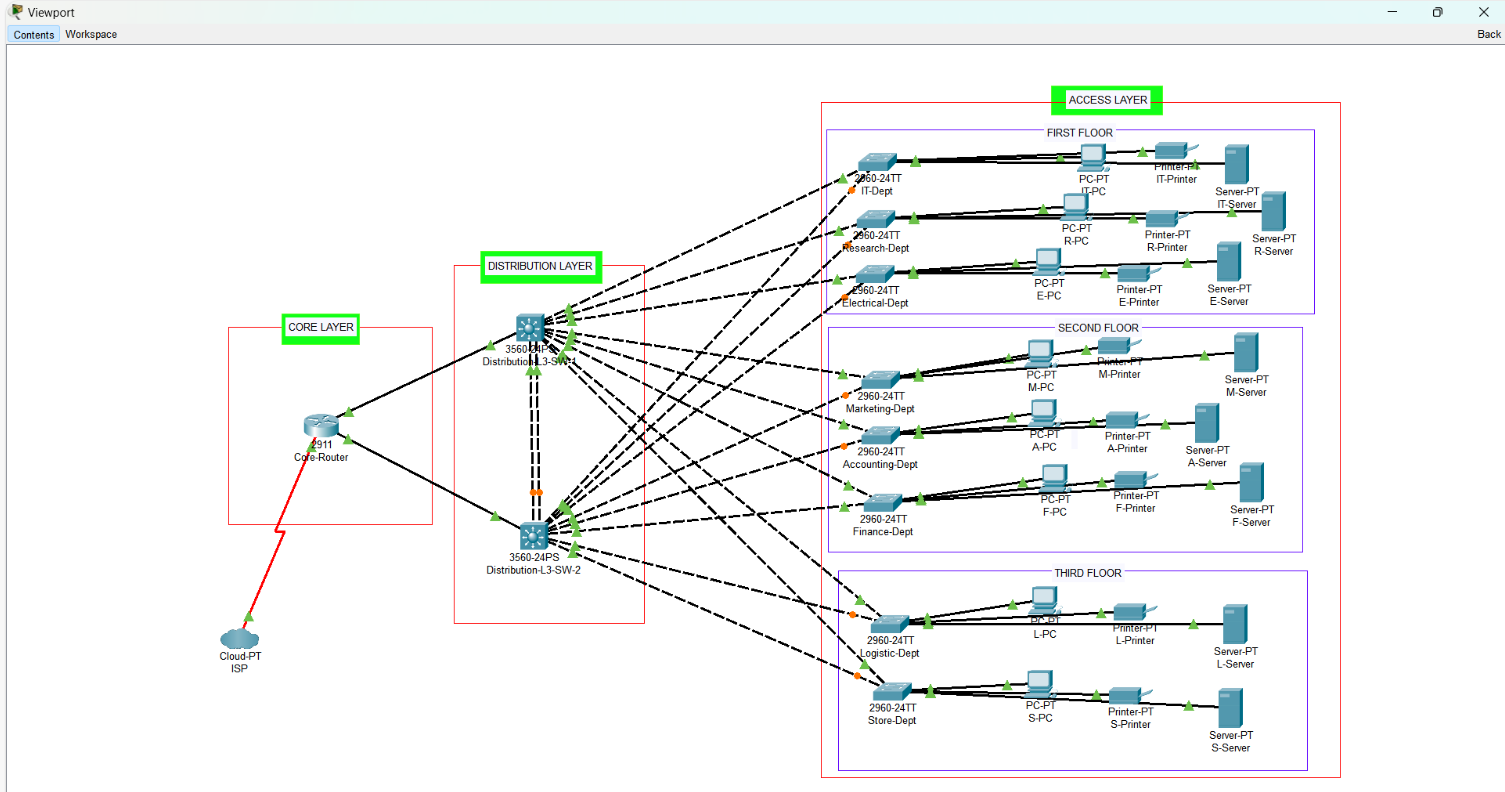 Viewport
Contents Workspace
Back
ACCESS LAYER
FIRST FLOOR
2960-24TT
IT-Dept
PC-PT
IT-PC
Printer-PT
IT-Printer
Server-PT
IT-Server
2960-24TT
Research-Dept
PC-PT
R-PC
Printer-PT
R-Printer
Server-PT
R-Server
2960-24TT
Electrical-Dept
PC-PT
E-PC
Printer-PT
E-Printer
Server-PT
E-Server
DISTRIBUTION LAYER
3560-24PS
Distribution-L3-SW-1
3560-24PS
Distribution-L3-SW-2
CORE LAYER
2911
Core-Router
Cloud-PT
ISP
SECOND FLOOR
2960-24TT
Marketing-Dept
PC-PT
M-PC
Printer-PT
M-Printer
Server-PT
M-Server
2960-24TT
Accounting-Dept
PC-PT
A-PC
Printer-PT
A-Printer
Server-PT
A-Server
2960-24TT
Finance-Dept
PC-PT
F-PC
Printer-PT
F-Printer
Server-PT
F-Server
THIRD FLOOR
2960-24TT
Logistic-Dept
PC-PT
L-PC
Printer-PT
L-Printer
Server-PT
L-Server
2960-24TT
Store-Dept
PC-PT
S-PC
Printer-PT
S-Printer
Server-PT
S-Server